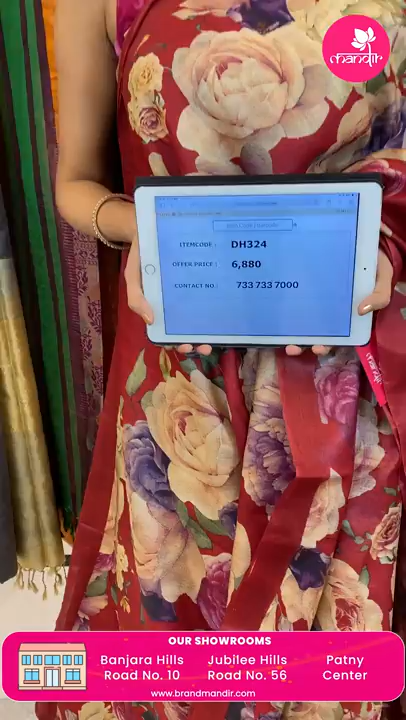 mandir
ITEMCODE : DH324
OFFER PRICE : 6,880
CONTACT NO. : 733 733 7000
OUR SHOWROOMS
Banjara Hills Jubilee Hills Patny
Road No. 10 Road No. 56 Center
www.brandmandir.com